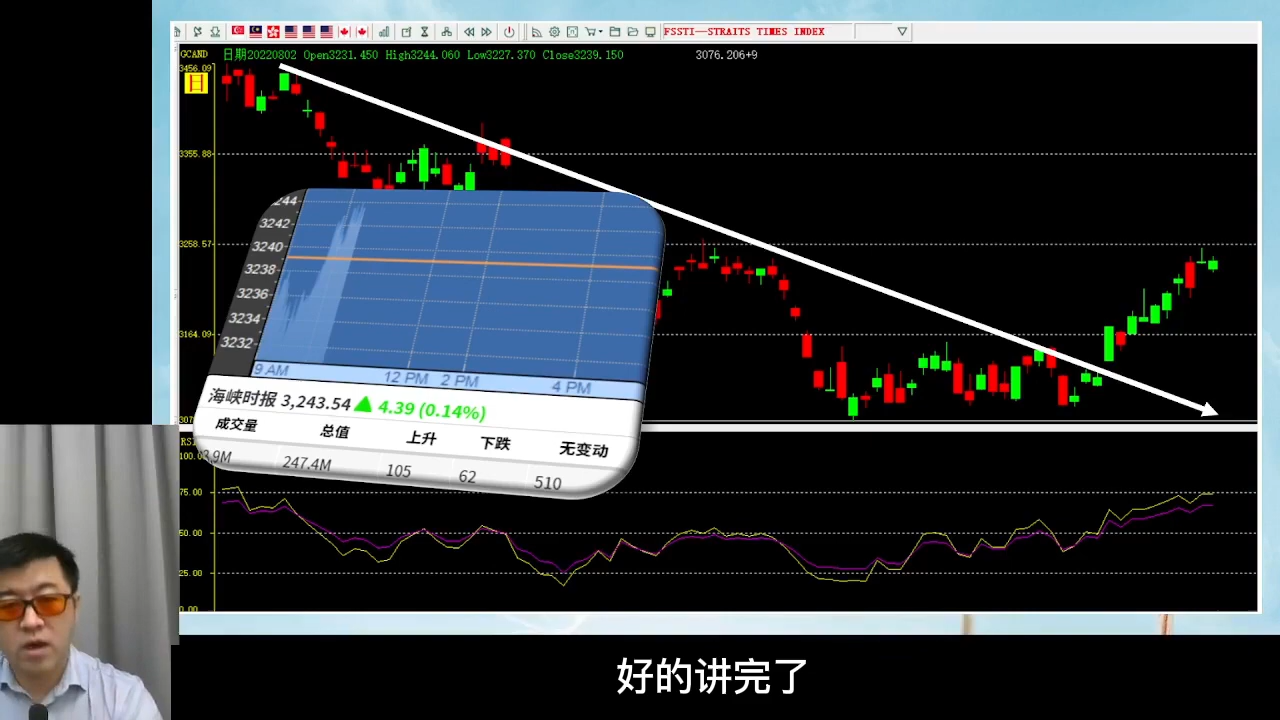 FSSTI—STRAITS TIMES INDEX
GCAND
日期20220802 Open3231.450 High3244.060 Low3227.370 Close3239.150
3076.206+9
3456.09
日
3355.88
3258.57
3164.09
3244
3242
3240
3238
3236
3234
3232
9 AM 12 PM 2 PM 4 PM
海峡时报 3,243.54 ▲ 4.39 (0.14%)
成交量 总值 上升 下跌 无变动
247.4M 105 62 510
RSI
75.00
50.00
25.00
0.00
好的讲完了